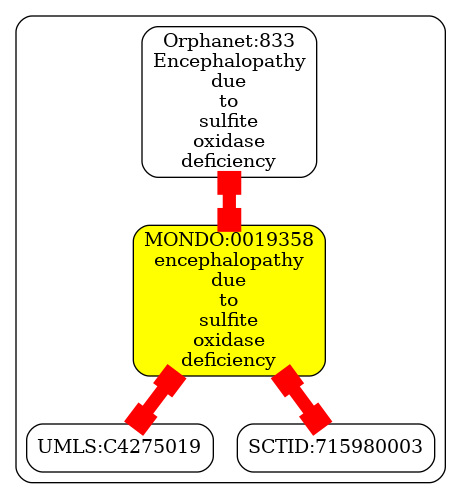 Orphanet:833
Encephalopathy
due
to
sulfite
oxidase
deficiency
MONDO:0019358
encephalopathy
due
to
sulfite
oxidase
deficiency
UMLS:C4275019
SCTID:715980003